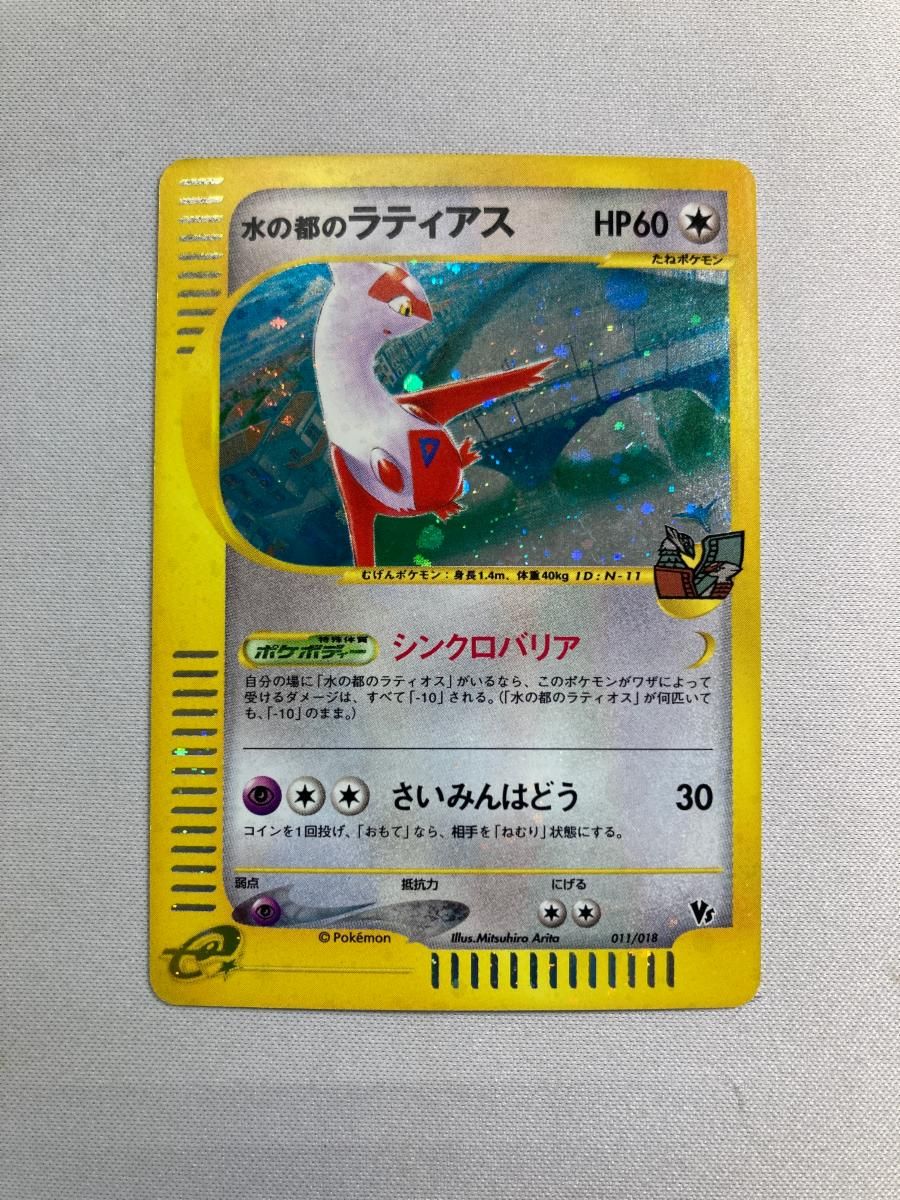 水の都のラティアス HP60
たねポケモン
むげんポケモン：身長1.4m、体重40kg ID：N-11
特殊体質
ポケボディー シンクロバリア
自分の場に「水の都のラティオス」がいるなら、このポケモンがワザによって
受けるダメージは、すべて「-10」される。（「水の都のラティオス」が何匹いて
も、「-10」のまま。）
さいみんはどう 30
コインを1回投げ、「おもて」なら、相手を「ねむり」状態にする。
弱点 抵抗力 にげる
Vs
© Pokémon Illus.Mitsuhiro Arita 011/018
e